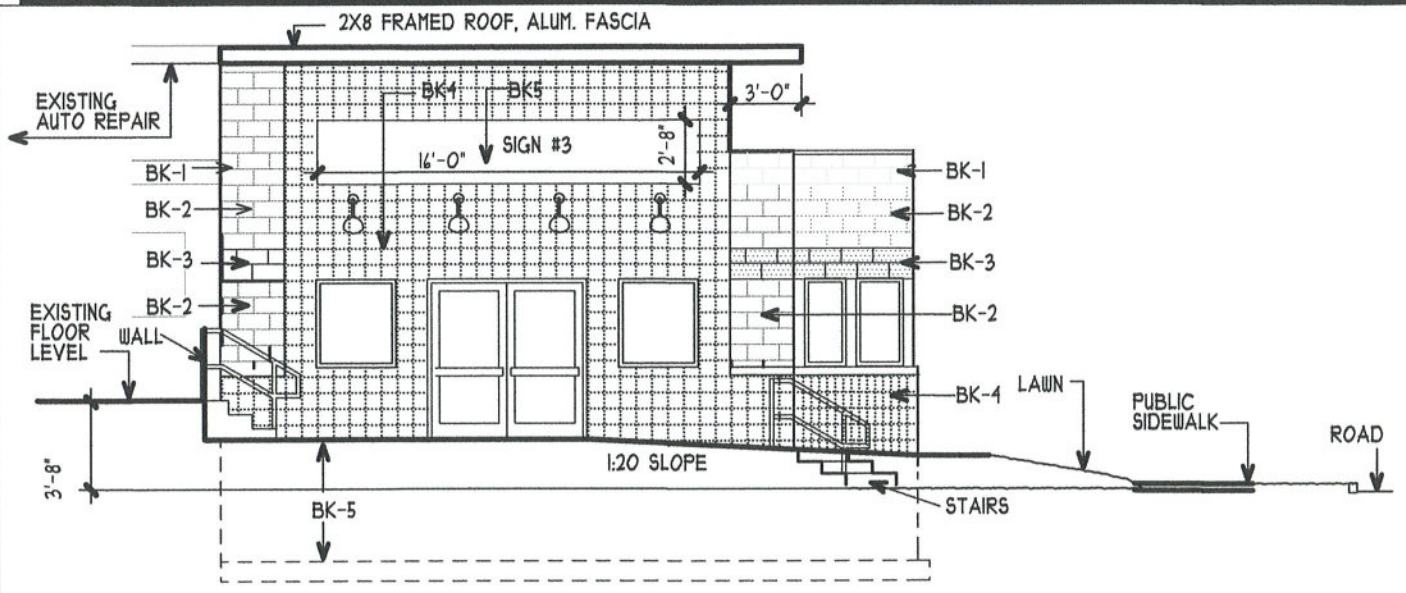 2X8 FRAMED ROOF, ALUM. FASCIA
EXISTING
AUTO REPAIR
BK4
BK5
3'-0"
SIGN #3
2'-8"
16'-0"
BK-1
BK-1
BK-2
BK-2
BK-3
BK-3
BK-2
BK-2
EXISTING
FLOOR
LEVEL
WALL
BK-4
LAWN
PUBLIC
SIDEWALK
ROAD
1:20 SLOPE
3'-8"
BK-5
STAIRS